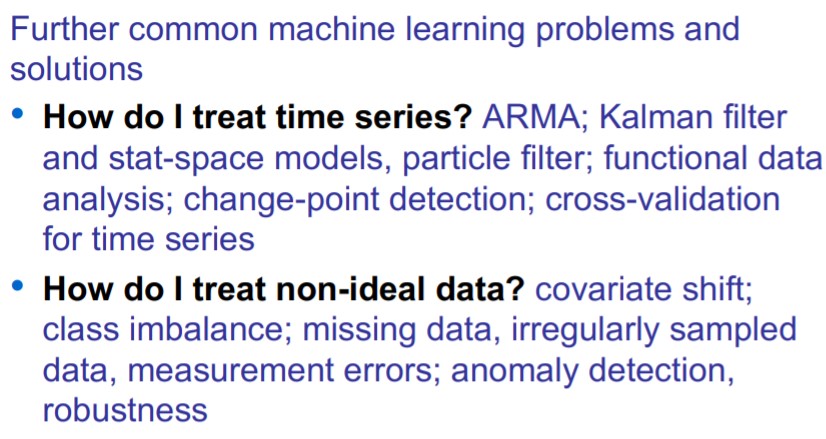 Further common machine learning problems and
solutions
• How do I treat time series? ARMA; Kalman filter
and stat-space models, particle filter; functional data
analysis; change-point detection; cross-validation
for time series
• How do I treat non-ideal data? covariate shift;
class imbalance; missing data, irregularly sampled
data, measurement errors; anomaly detection,
robustness